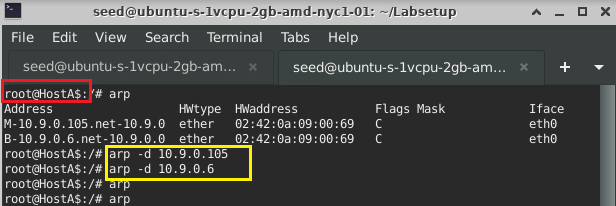 seed@ubuntu-s-1vcpu-2gb-amd-nyc1-01: ~/Labsetup
File Edit View Search Terminal Tabs Help
seed@ubuntu-s-1vcpu-2gb-am... × seed@ubuntu-s-1vcpu-2gb-am... ×
root@HostA$:/# arp
Address HWtype HWaddress Flags Mask Iface
M-10.9.0.105.net-10.9.0 ether 02:42:0a:09:00:69 C eth0
B-10.9.0.6.net-10.9.0.0 ether 02:42:0a:09:00:69 C eth0
root@HostA$:/# arp -d 10.9.0.105
root@HostA$:/# arp -d 10.9.0.6
root@HostA$:/# arp
root@HostA$:/# arp